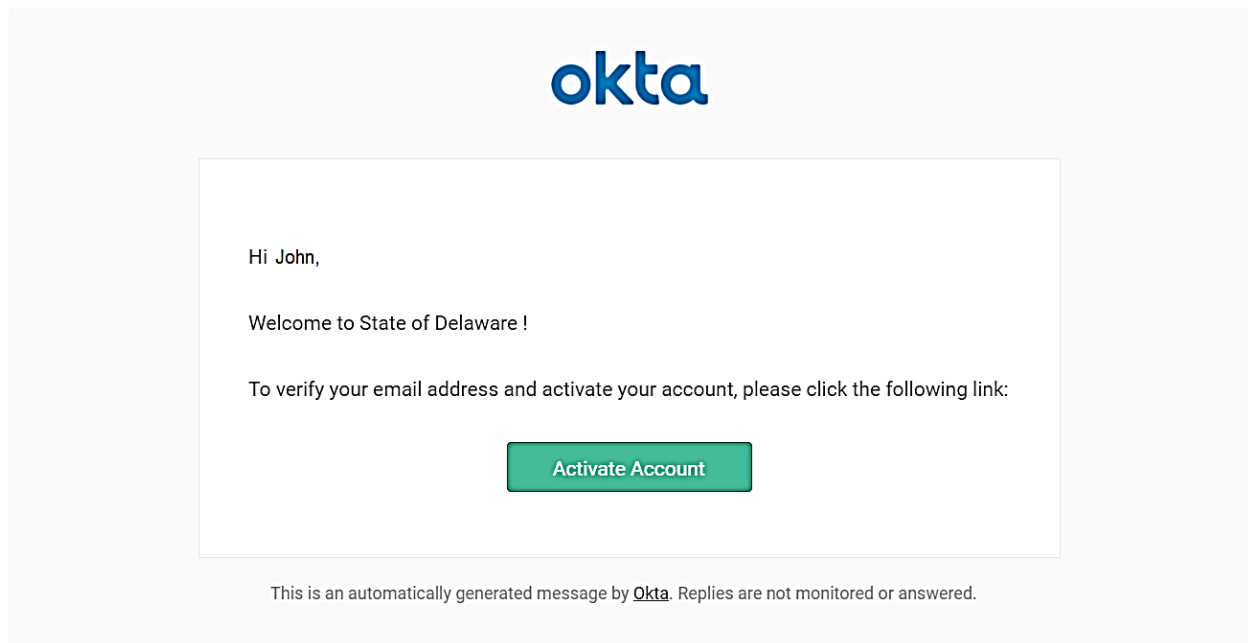 okta
Hi John,
Welcome to State of Delaware !
To verify your email address and activate your account, please click the following link:
Activate Account
This is an automatically generated message by Okta. Replies are not monitored or answered.